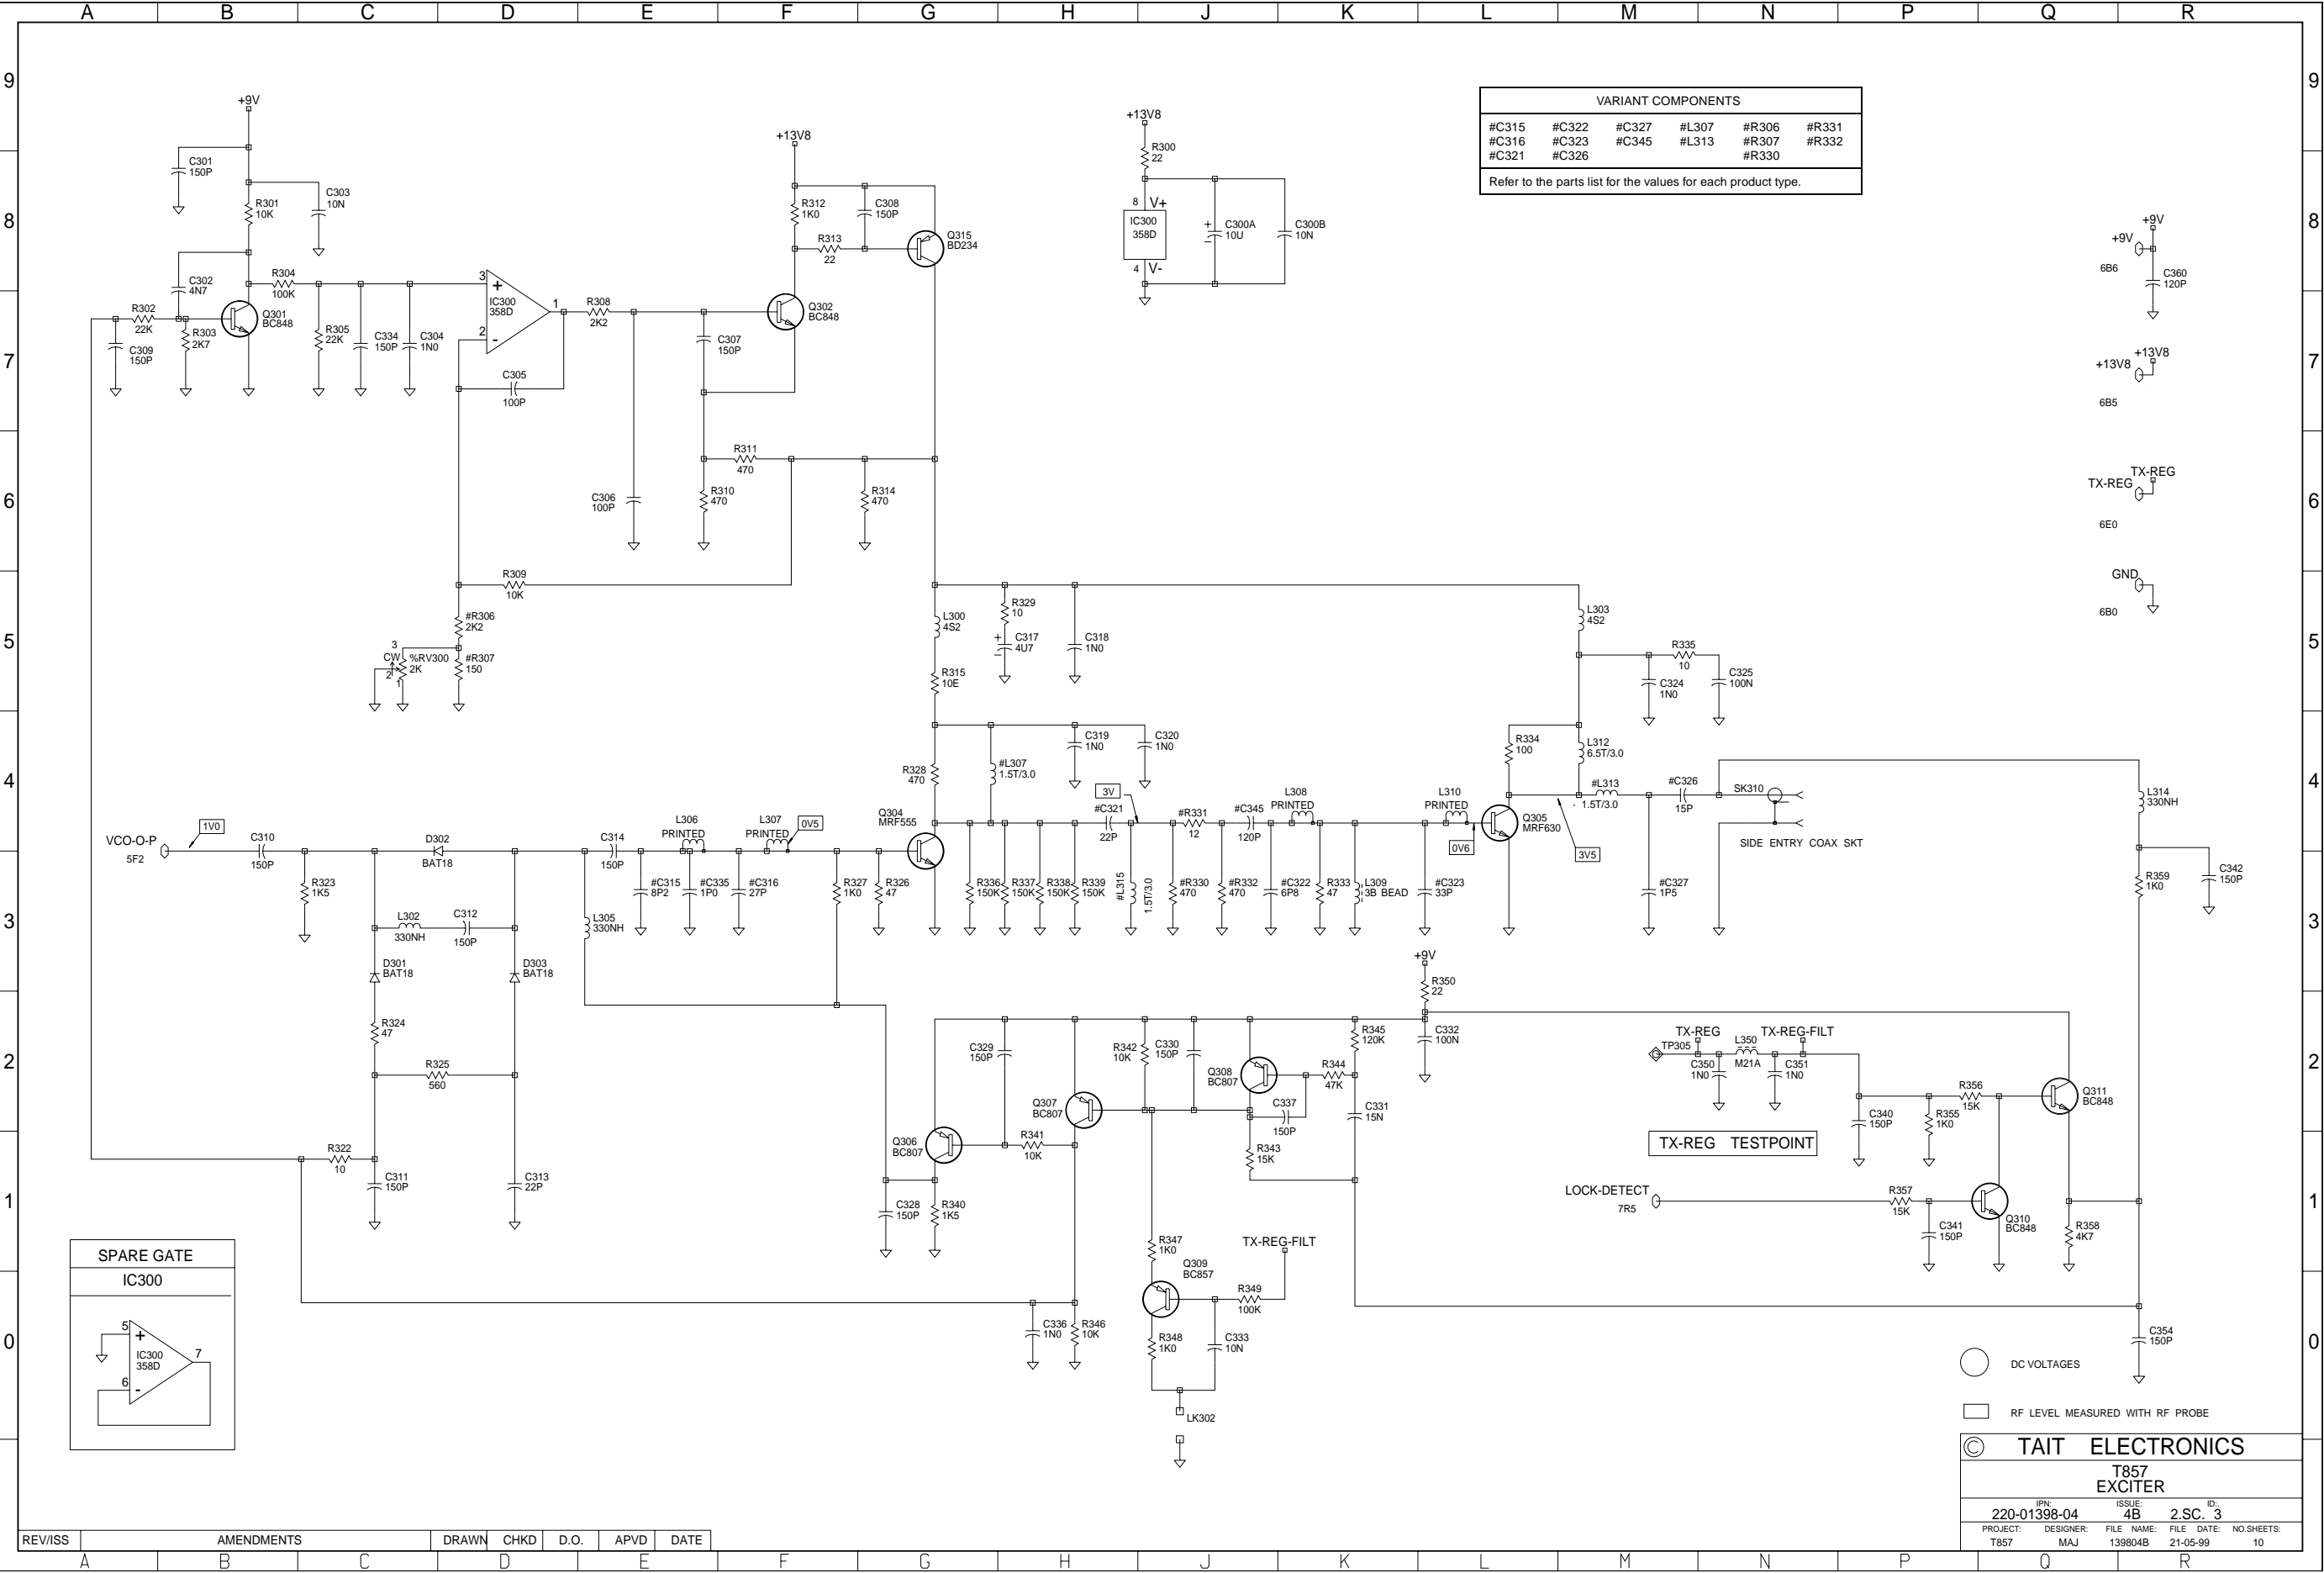 A B C D E F G H J K L M N P Q R
9
9
8
8
7
7
6
6
5
5
4
4
3
3
2
2
1
1
0
0
VARIANT COMPONENTS
#C315 #C322 #C327 #L307 #R306 #R331
#C316 #C323 #C345 #L313 #R307 #R332
#C321 #C326 #R330
Refer to the parts list for the values for each product type.
+9V
C301
150P
R301
10K
C303
10N
C302
4N7
R304
100K
R302
22K
C309
150P
R303
2K7
Q301
BC848
R305
22K
C334
150P
C304
1N0
3
+
IC300
358D
2
-
1
C305
100P
R308
2K2
C307
150P
+13V8
R312
1K0
C308
150P
R313
22
Q315
BD234
Q302
BC848
R311
470
R310
470
C306
100P
R314
470
+13V8
R300
22
8 V+
IC300
358D
4 V-
+
C300A
10U
-
C300B
10N
+9V
+9V
6B6
C360
120P
+13V8
+13V8
6B5
TX-REG
TX-REG
6E0
GND
6B0
R309
10K
#R306
2K2
3
CW
%RV300
2K
2
1
#R307
150
L300
4S2
R329
10
+
C317
4U7
-
C318
1N0
R315
10E
L303
4S2
R335
10
C324
1N0
C325
100N
C319
1N0
C320
1N0
#L307
1.5T/3.0
R328
470
R334
100
L312
6.5T/3.0
VCO-O-P
5F2
1V0
C310
150P
D302
BAT18
C314
150P
L306
PRINTED
L307
PRINTED
0V5
Q304
MRF555
3V
#C321
22P
#R331
12
#C345
120P
L308
PRINTED
L310
PRINTED
0V6
Q305
MRF630
#L313
1.5T/3.0
3V5
#C326
15P
SK310
SIDE ENTRY COAX SKT
L314
330NH
R323
1K5
L302
330NH
C312
150P
D301
BAT18
D303
BAT18
L305
330NH
#C315
8P2
#C335
1P0
#C316
27P
R327
1K0
R326
47
R336
150K
R337
150K
R338
150K
R339
150K
#L315
1.5T/3.0
#R330
470
#R332
470
#C322
6P8
R333
47
L309
3B BEAD
#C323
33P
#C327
1P5
R359
1K0
C342
150P
+9V
R350
22
C332
100N
R324
47
R325
560
R322
10
C311
150P
C313
22P
C329
150P
R342
10K
C330
150P
Q308
BC807
R345
120K
R344
47K
C337
150P
C331
15N
Q307
BC807
R341
10K
Q306
BC807
R343
15K
C328
150P
R340
1K5
TX-REG
TP305
C350
1N0
L350
M21A
TX-REG-FILT
C351
1N0
TX-REG TESTPOINT
C340
150P
R355
1K0
R356
15K
Q311
BC848
LOCK-DETECT
7R5
R357
15K
C341
150P
Q310
BC848
R358
4K7
R347
1K0
TX-REG-FILT
Q309
BC857
R349
100K
R348
1K0
C333
10N
C336
1N0
R346
10K
LK302
C354
150P
SPARE GATE
IC300
5
+
IC300
358D
6
-
7
DC VOLTAGES
RF LEVEL MEASURED WITH RF PROBE
© TAIT ELECTRONICS
T857
EXCITER
IPN: ISSUE: ID:.
220-01398-04 4B 2.SC. 3
PROJECT: DESIGNER: FILE NAME: FILE DATE: NO.SHEETS:
T857 MAJ 139804B 21-05-99 10
REV/ISS AMENDMENTS DRAWN CHKD D.O. APVD DATE
A B C D E F G H J K L M N P Q R